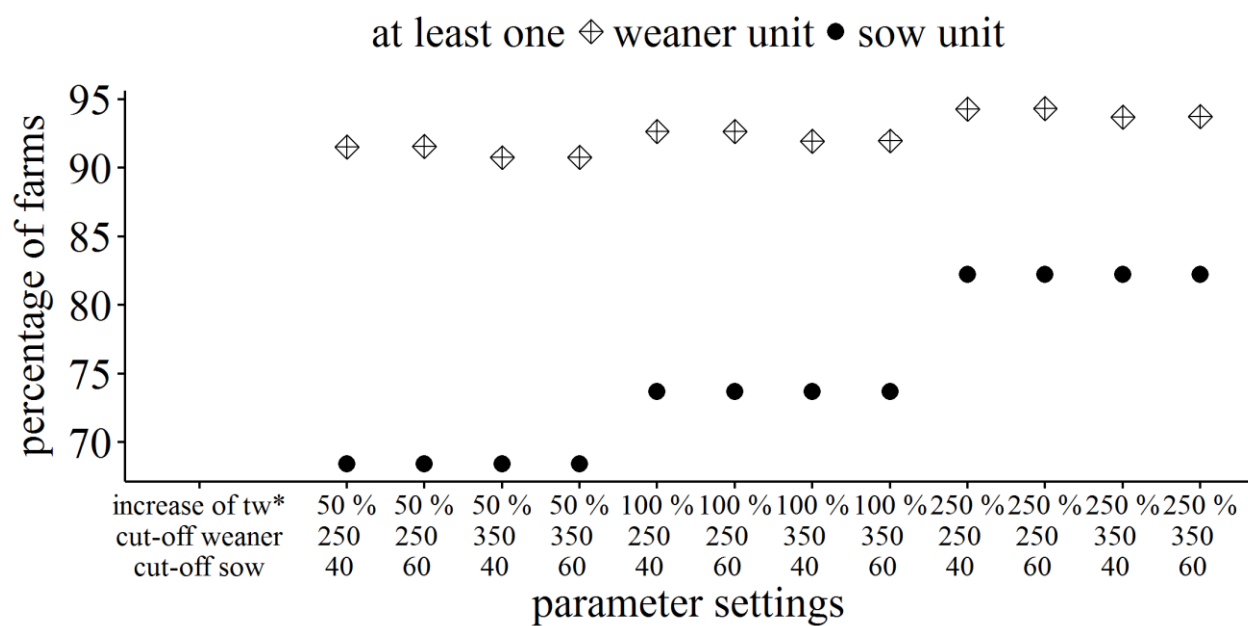 at least one weaner unit sow unit
percentage of farms
95
90
85
80
75
70
increase of tw* 50 % 50 % 50 % 50 % 100 % 100 % 100 % 100 % 250 % 250 % 250 % 250 %
cut-off weaner 250 250 350 350 250 250 350 350 250 250 350 350
cut-off sow 40 60 40 60 40 60 40 60 40 60 40 60
parameter settings